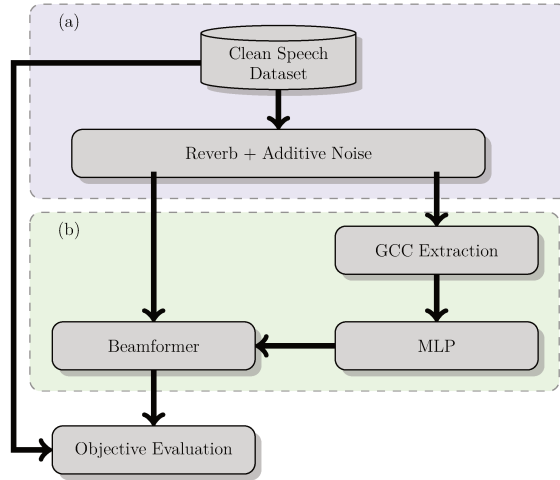 (a)
Clean Speech
Dataset
Reverb + Additive Noise
(b)
GCC Extraction
Beamformer
MLP
Objective Evaluation